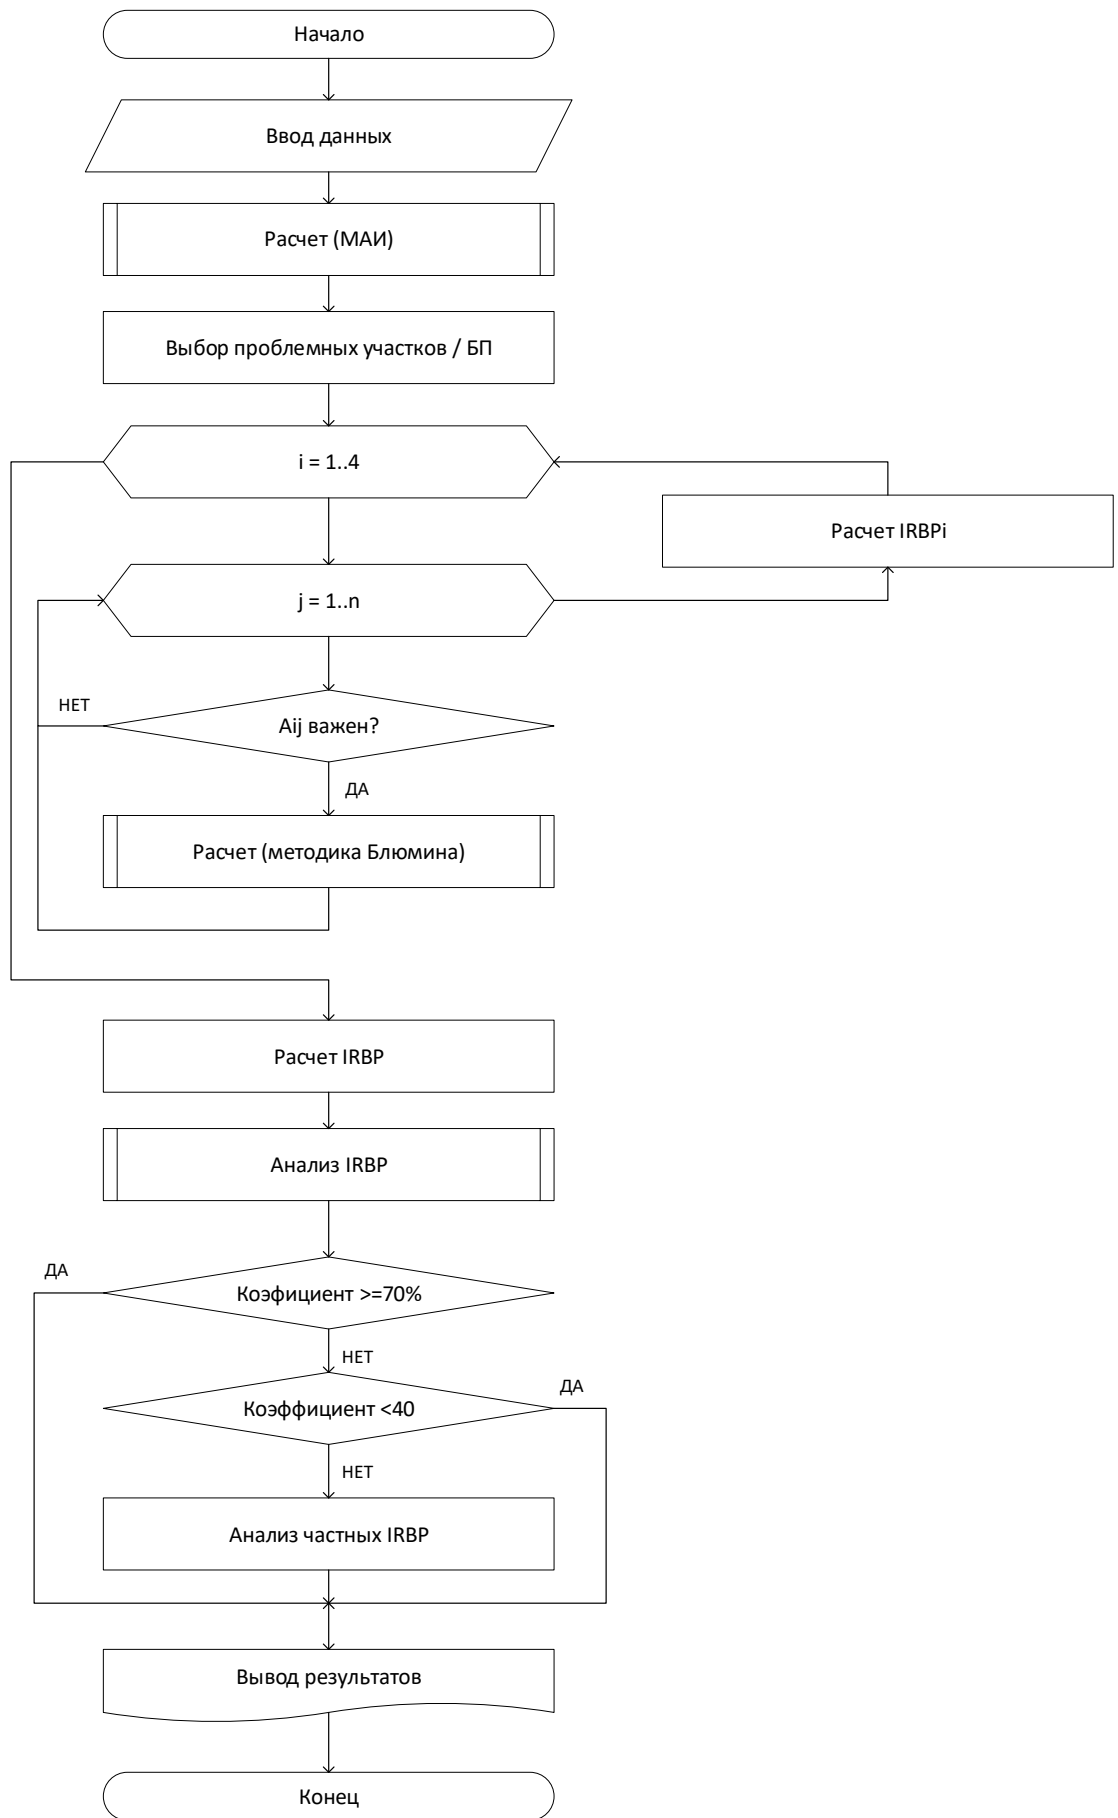 Начало
Ввод данных
Расчет (МАИ)
Выбор проблемных участков / БП
i = 1..4
Расчет IRBPi
j = 1..n
НЕТ
Aij важен?
ДА
Расчет (методика Блюмина)
Расчет IRBP
Анализ IRBP
ДА
Коэфициент >=70%
НЕТ
ДА
Коэффициент <40
НЕТ
Анализ частных IRBP
Вывод результатов
Конец